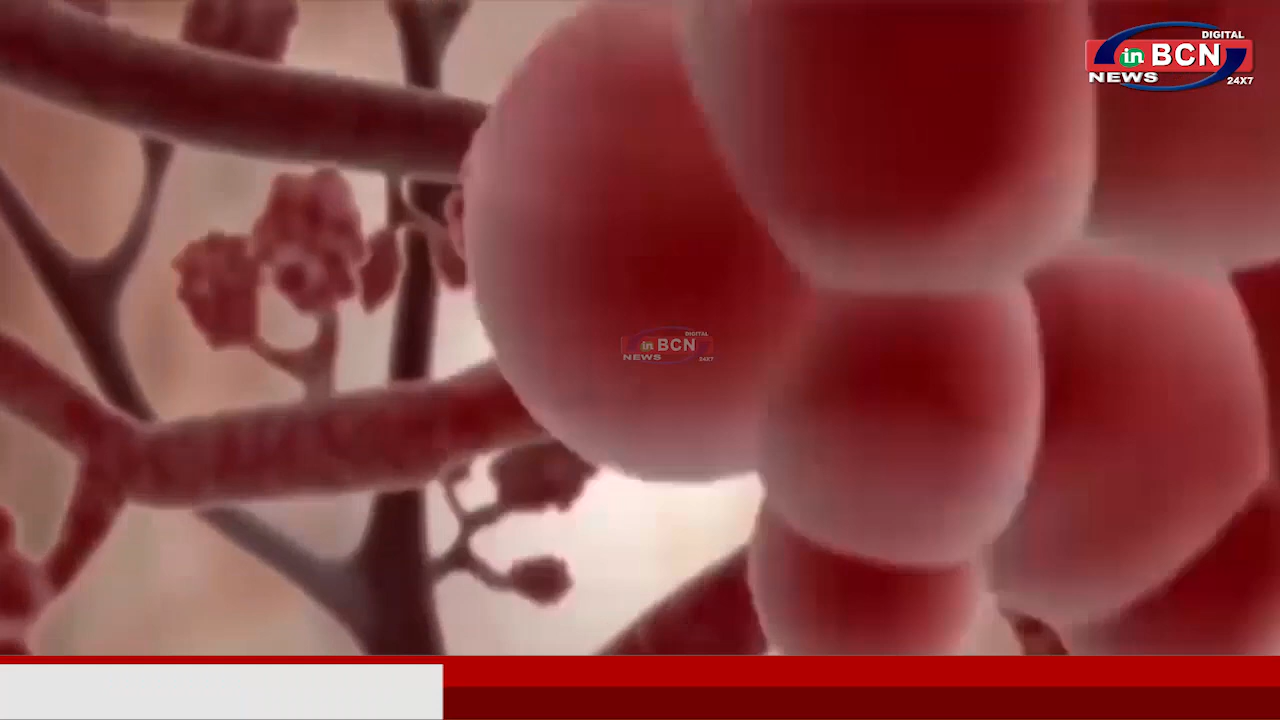 DIGITAL
in BCN
NEWS
24X7
DIGITAL
in BCN
NEWS
24X7